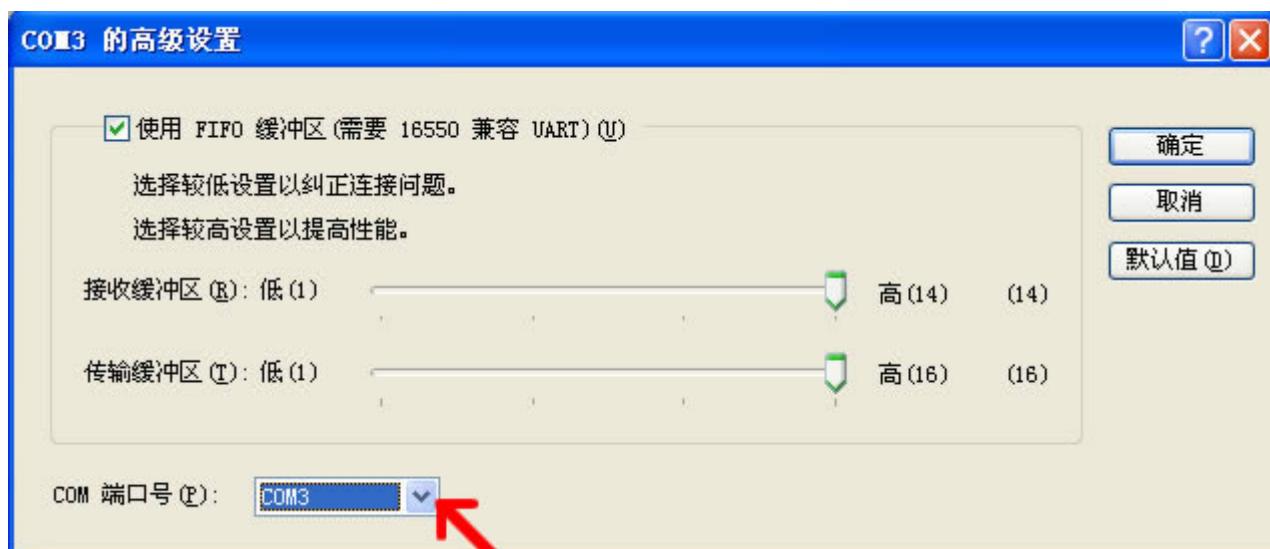 COM3 的高级设置
使用 FIFO 缓冲区(需要 16550 兼容 UART)(U)
选择较低设置以纠正连接问题。
选择较高设置以提高性能。
接收缓冲区(R): 低(1) 高(14) (14)
传输缓冲区(T): 低(1) 高(16) (16)
COM 端口号(P): COM3
确定
取消
默认值(D)